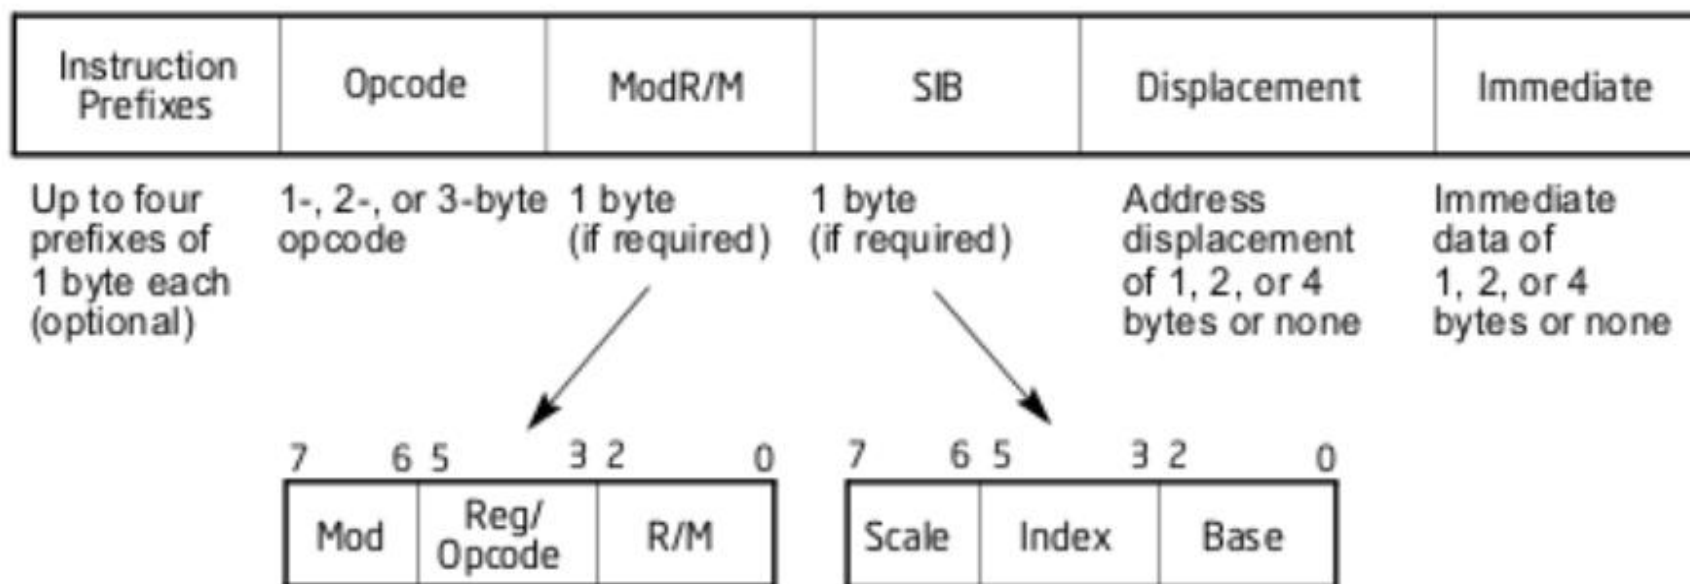 Instruction
Prefixes
Opcode
ModR/M
SIB
Displacement
Immediate
Up to four
prefixes of
1 byte each
(optional)
1-, 2-, or 3-byte
opcode
1 byte
(if required)
1 byte
(if required)
Address
displacement
of 1, 2, or 4
bytes or none
Immediate
data of
1, 2, or 4
bytes or none
7 6 5 3 2 0
Mod
Reg/
Opcode
R/M
7 6 5 3 2 0
Scale
Index
Base